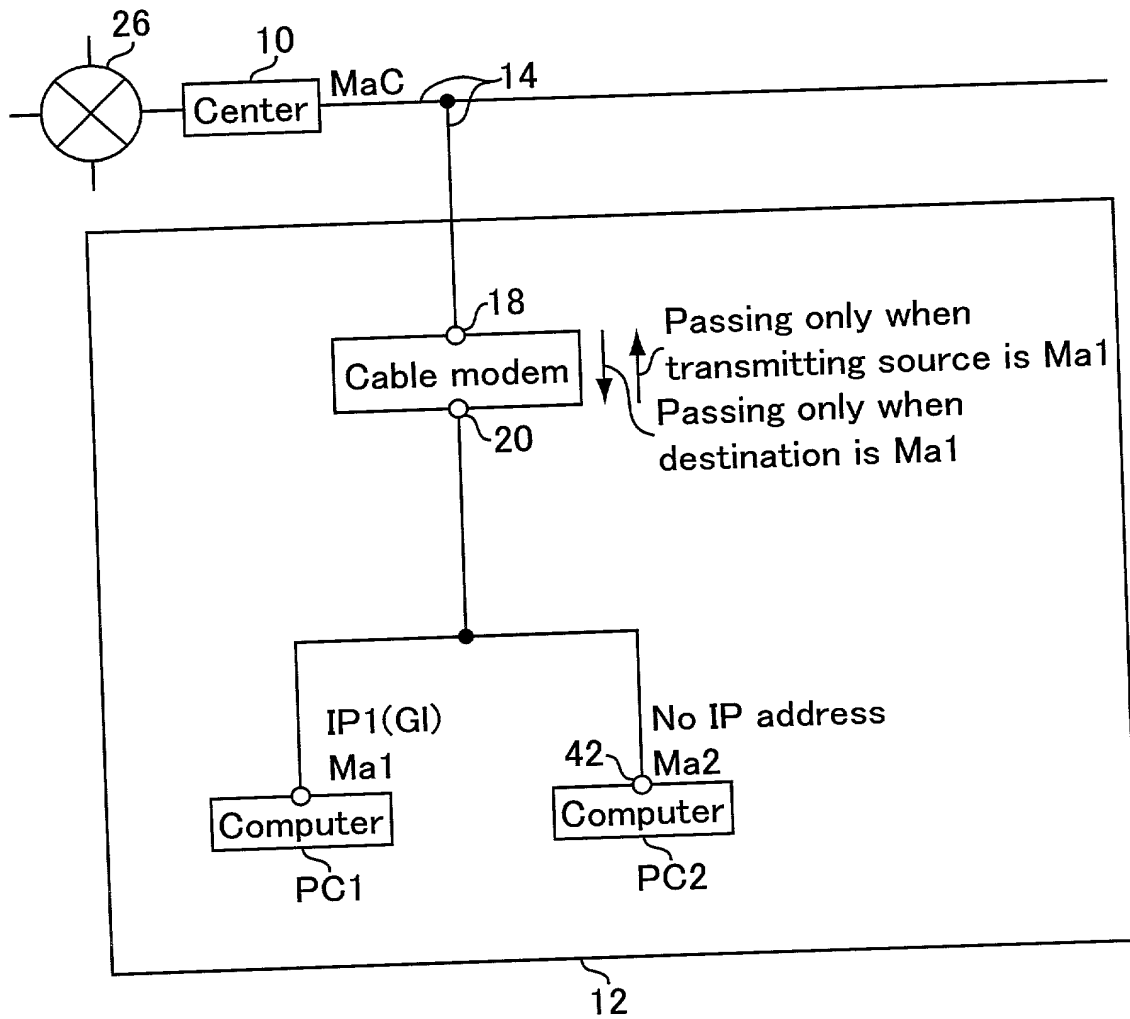 26
10
Center
MaC
14
18
Cable modem
20
Passing only when
transmitting source is Ma1
Passing only when
destination is Ma1
IP1(GI)
Ma1
Computer
PC1
No IP address
42
Ma2
Computer
PC2
12